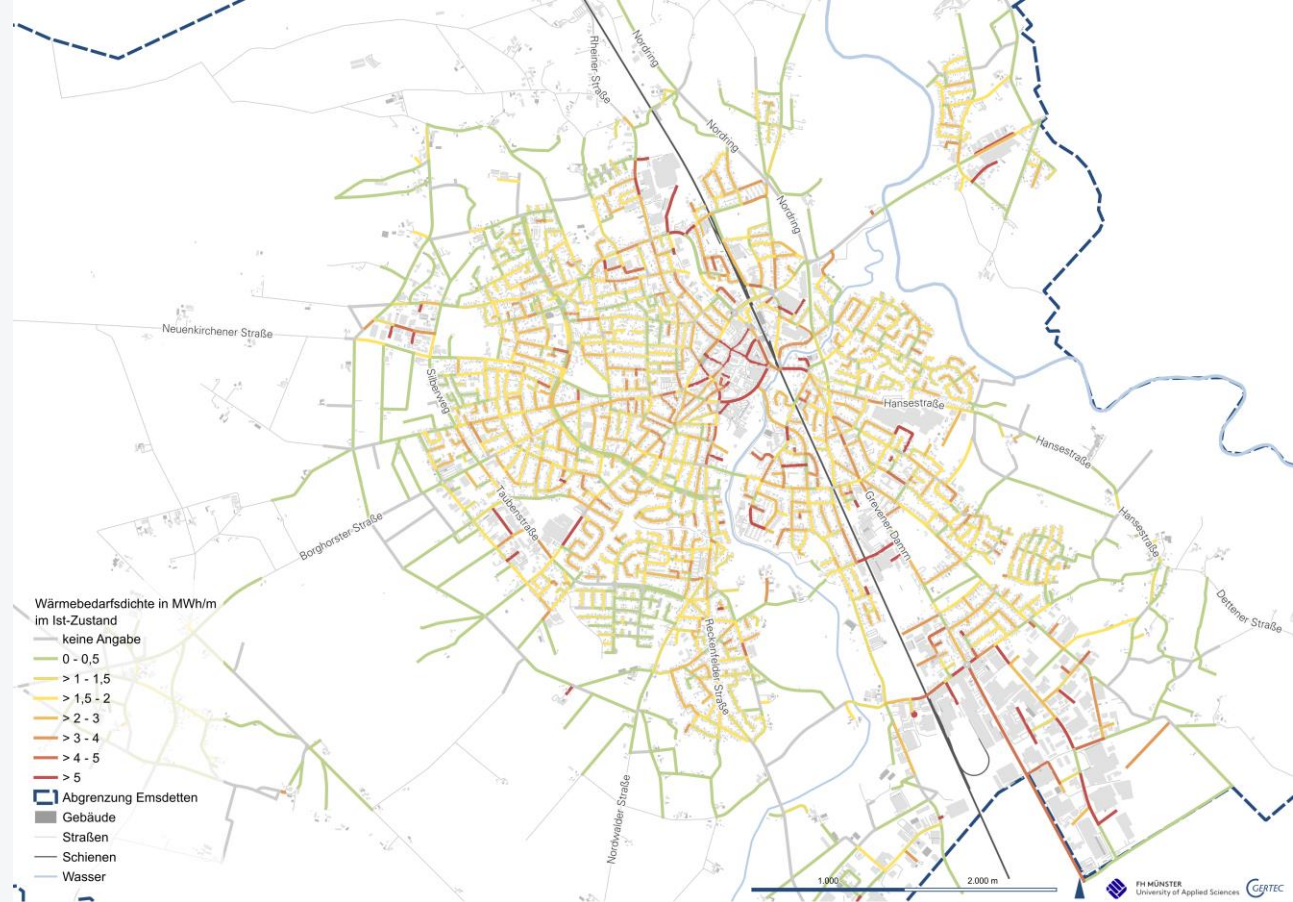 Rheiner Straße
Nordring
Nordring
Nordring
Neuenkirchener Straße
Silberweg
Hansestraße
Hansestraße
Taubenstraße
Grevener Damm
Hansestraße
Borghorster Straße
Dettener Straße
Reckenfelder Straße
Nordwalder Straße
Wärmebedarfsdichte in MWh/m
im Ist-Zustand
keine Angabe
0 - 0,5
> 1 - 1,5
> 1,5 - 2
> 2 - 3
> 3 - 4
> 4 - 5
> 5
Abgrenzung Emsdetten
Gebäude
Straßen
Schienen
Wasser
1.000
2.000 m
FH MÜNSTER
University of Applied Sciences
GERTEC